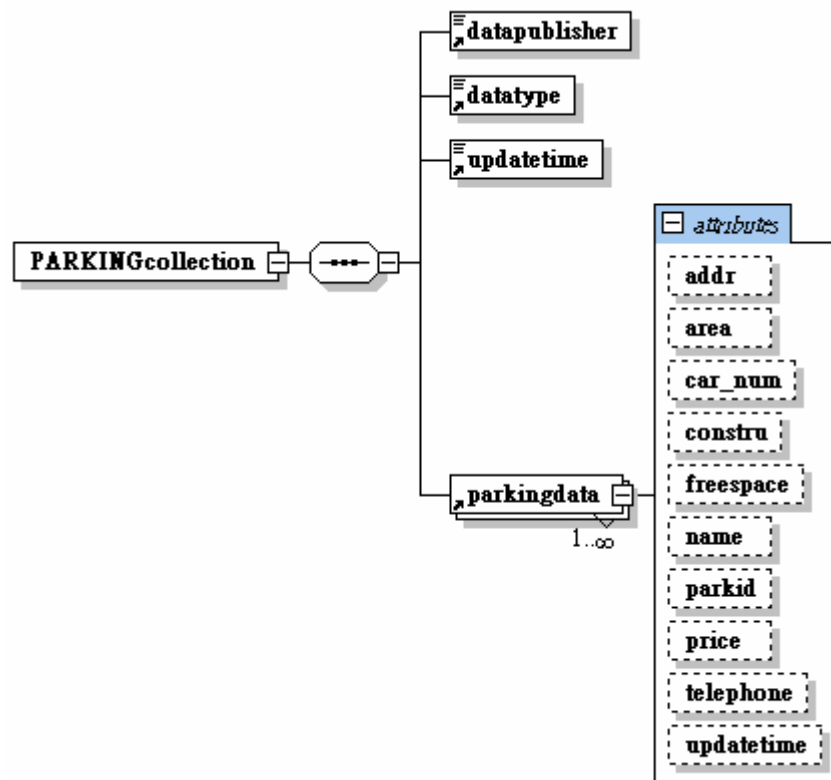 datapublisher
datatype
updatetime
PARKINGcollection
parkingdata
1..∞
attributes
addr
area
car_num
constru
freespace
name
parkid
price
telephone
updatetime